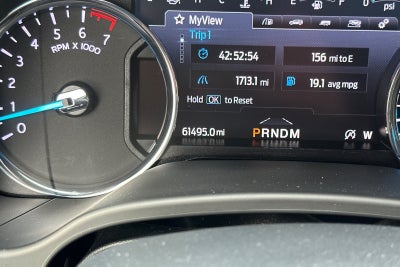 psi
MyView
Trip 1
42:52:54
156 mi to E
1713.1 mi
19.1 avg mpg
Hold OK to Reset
61495.0 mi
PRNDM
W
0
1
2
3
4
5
6
7
RPM X 1000